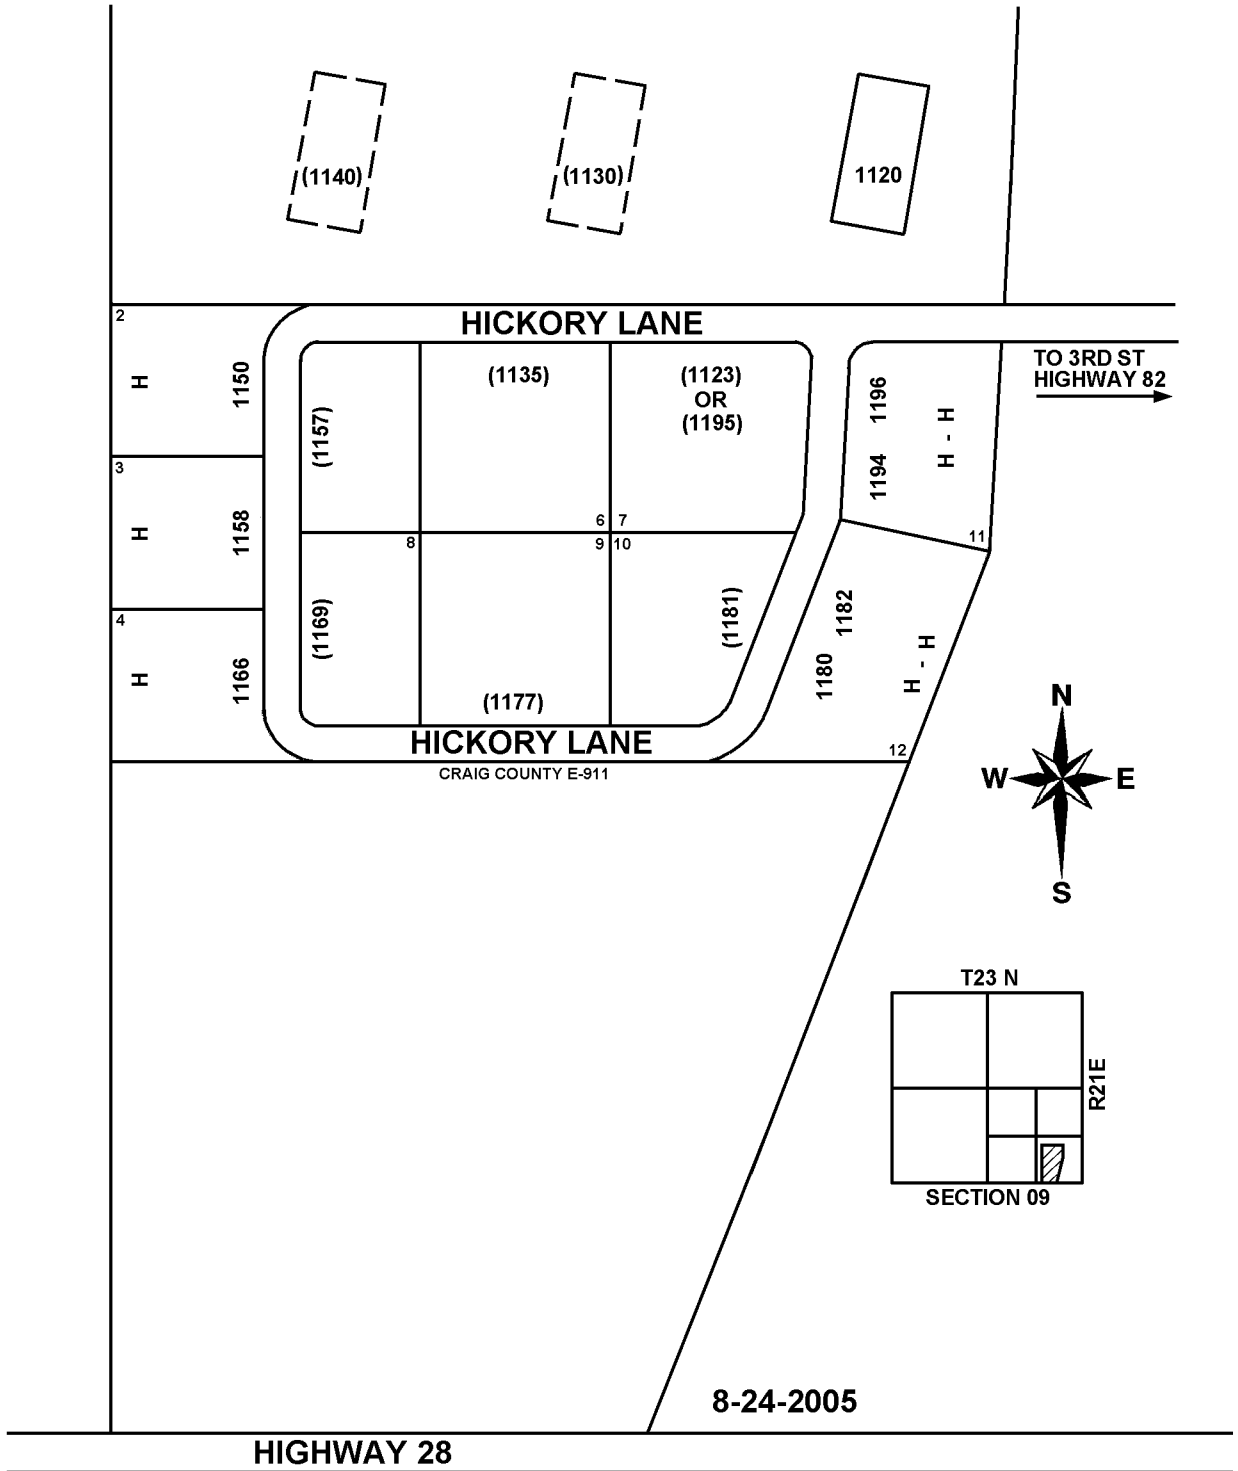 (1140)
(1130)
1120
HICKORY LANE
2
H
1150
(1157)
(1135)
(1123)
OR
(1195)
1196
1194
H - H
TO 3RD ST
HIGHWAY 82
3
H
1158
6
7
8
9
10
11
4
H
1166
(1169)
(1177)
(1181)
1182
1180
H - H
12
HICKORY LANE
CRAIG COUNTY E-911
N
W
E
S
T23 N
R21E
SECTION 09
8-24-2005
HIGHWAY 28